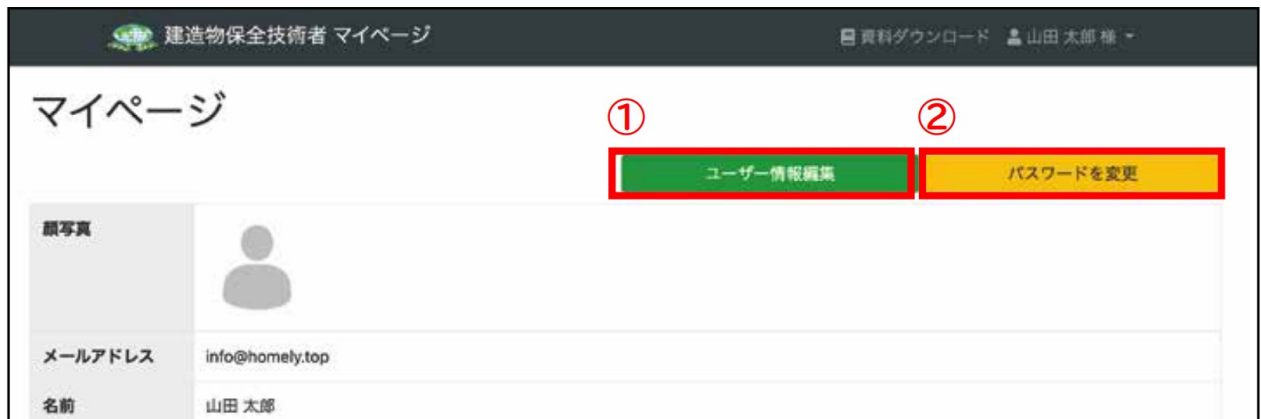 建造物保全技術者 マイページ
資料ダウンロード 山田 太郎 様
マイページ
① ②
ユーザー情報編集 パスワードを変更
顔写真
メールアドレス info@homely.top
名前 山田 太郎